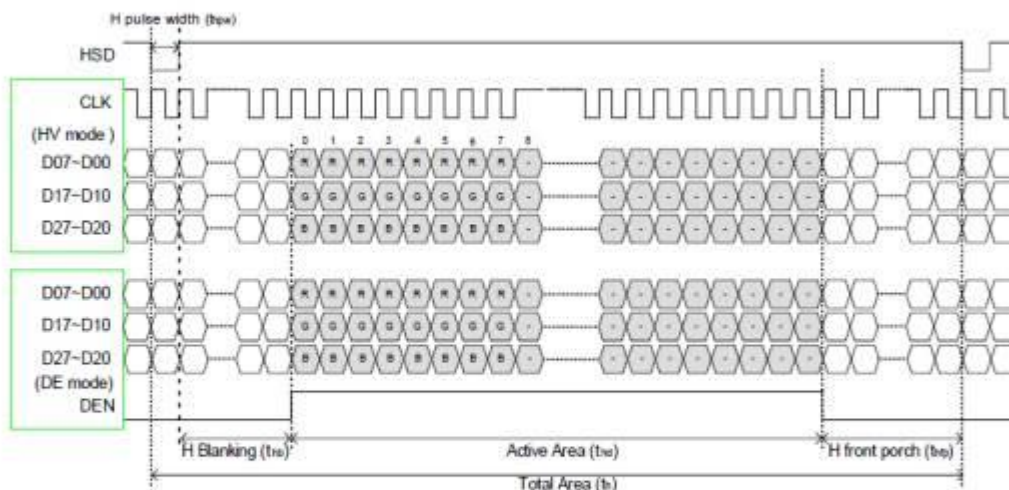 H pulse width (thpw)
HSD
CLK
(HV mode )
0 1 2 3 4 5 6 7 8
D07~D00 R R R R R R R R - - - - - - - - -
D17~D10 G G G G G G G G - - - - - - - - -
D27~D20 B B B B B B B B - - - - - - - - -
D07~D00 R R R R R R R R - - - - - - - - -
D17~D10 G G G G G G G G - - - - - - - - -
D27~D20 B B B B B B B B - - - - - - - - -
(DE mode)
DEN
H Blanking (thb) Active Area (thd) H front porch (thfp)
Total Area (th)